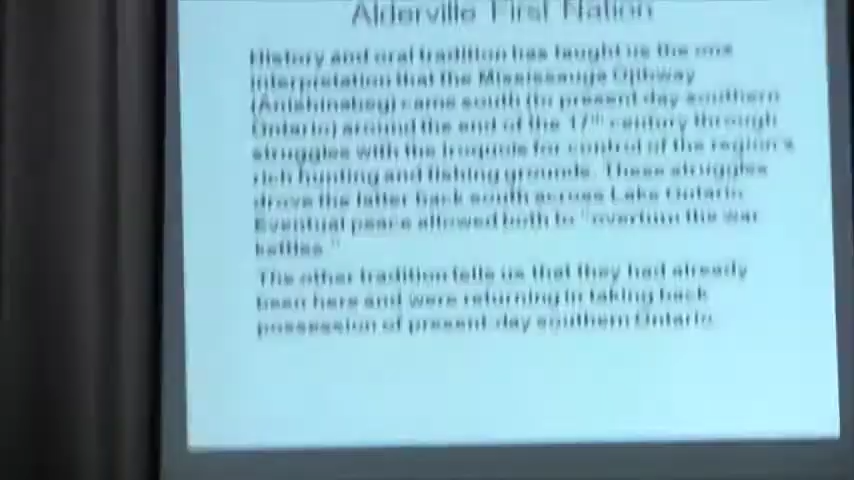 Alderville First Nation
History and oral tradition has taught us the one
interpretation that the Mississauga Ojibway
(Anishinabeg) came south (to present day southern
Ontario) around the end of the 17th century through
struggles with the Iroquois for control of the region's
rich hunting and fishing grounds. These struggles
drove the latter back south across Lake Ontario.
Eventual peace allowed both to "overturn the war
kettles."
The other tradition tells us that they had already
been here and were returning in taking back
possession of present-day southern Ontario.